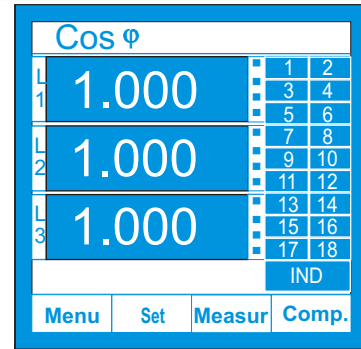 Cos φ
L1 1.000
L2 1.000
L3 1.000
1 2
3 4
5 6
7 8
9 10
11 12
13 14
15 16
17 18
IND
Menu Set Measur Comp.